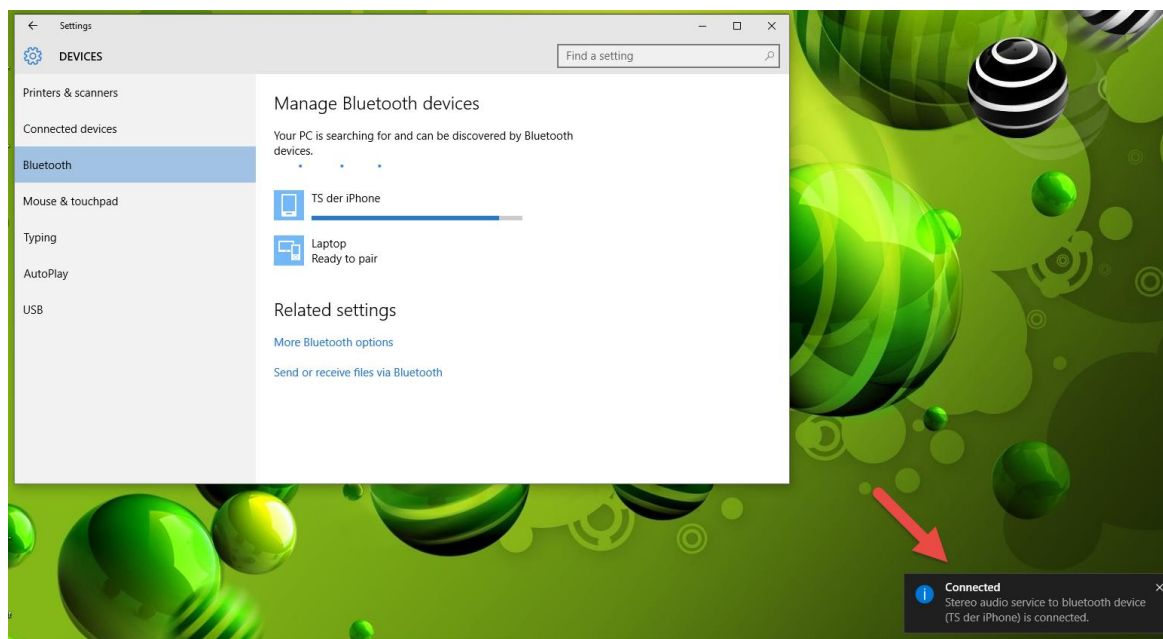 Settings
DEVICES
Find a setting
Printers & scanners
Connected devices
Bluetooth
Mouse & touchpad
Typing
AutoPlay
USB
Manage Bluetooth devices
Your PC is searching for and can be discovered by Bluetooth
devices.
TS der iPhone
Laptop
Ready to pair
Related settings
More Bluetooth options
Send or receive files via Bluetooth
Connected
Stereo audio service to bluetooth device
(TS der iPhone) is connected.